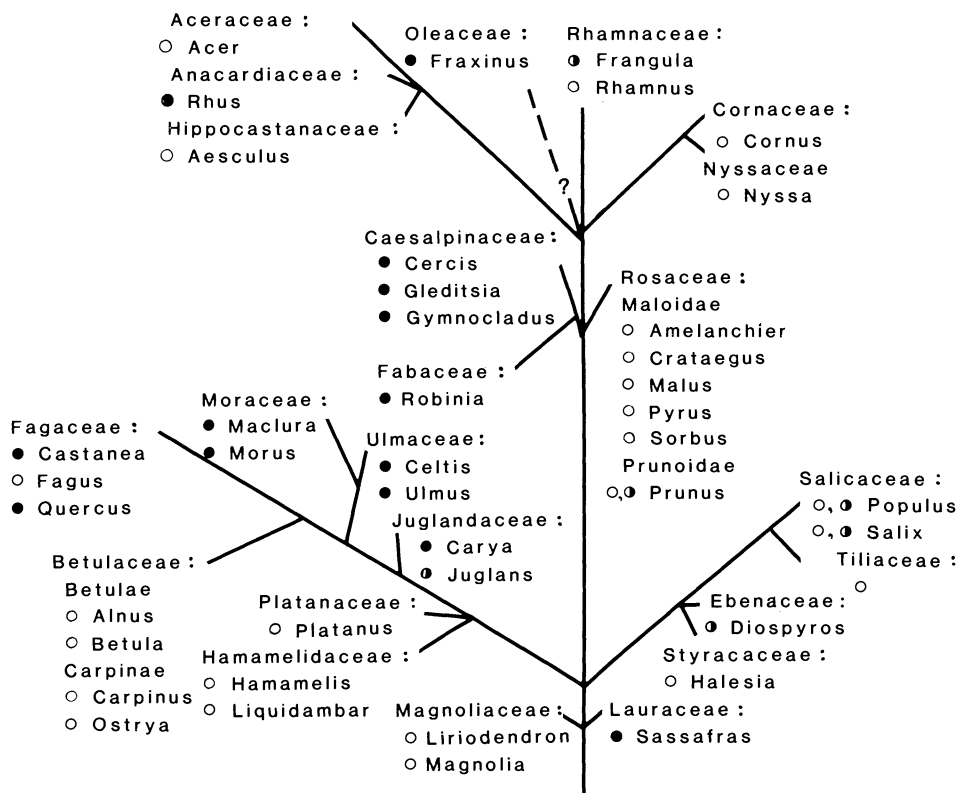 Aceraceae :
Acer
Anacardiaceae :
Rhus
Hippocastanaceae :
Aesculus
Oleaceae :
Fraxinus
Rhamnaceae :
Frangula
Rhamnus
Cornaceae :
Cornus
Nyssaceae
Nyssa
?
Caesalpinaceae :
Cercis
Gleditsia
Gymnocladus
Fabaceae :
Robinia
Rosaceae :
Maloidae
Amelanchier
Crataegus
Malus
Pyrus
Sorbus
Prunoidae
, Prunus
Moraceae :
Maclura
Morus
Fagaceae :
Castanea
Fagus
Quercus
Ulmaceae :
Celtis
Ulmus
Juglandaceae :
Carya
Juglans
Betulaceae :
Betulae
Alnus
Betula
Carpinae
Carpinus
Ostrya
Platanaceae :
Platanus
Hamamelidaceae :
Hamamelis
Liquidambar
Salicaceae :
, Populus
, Salix
Tiliaceae :
Ebenaceae :
Diospyros
Styracaceae :
Halesia
Magnoliaceae :
Liriodendron
Magnolia
Lauraceae :
Sassafras